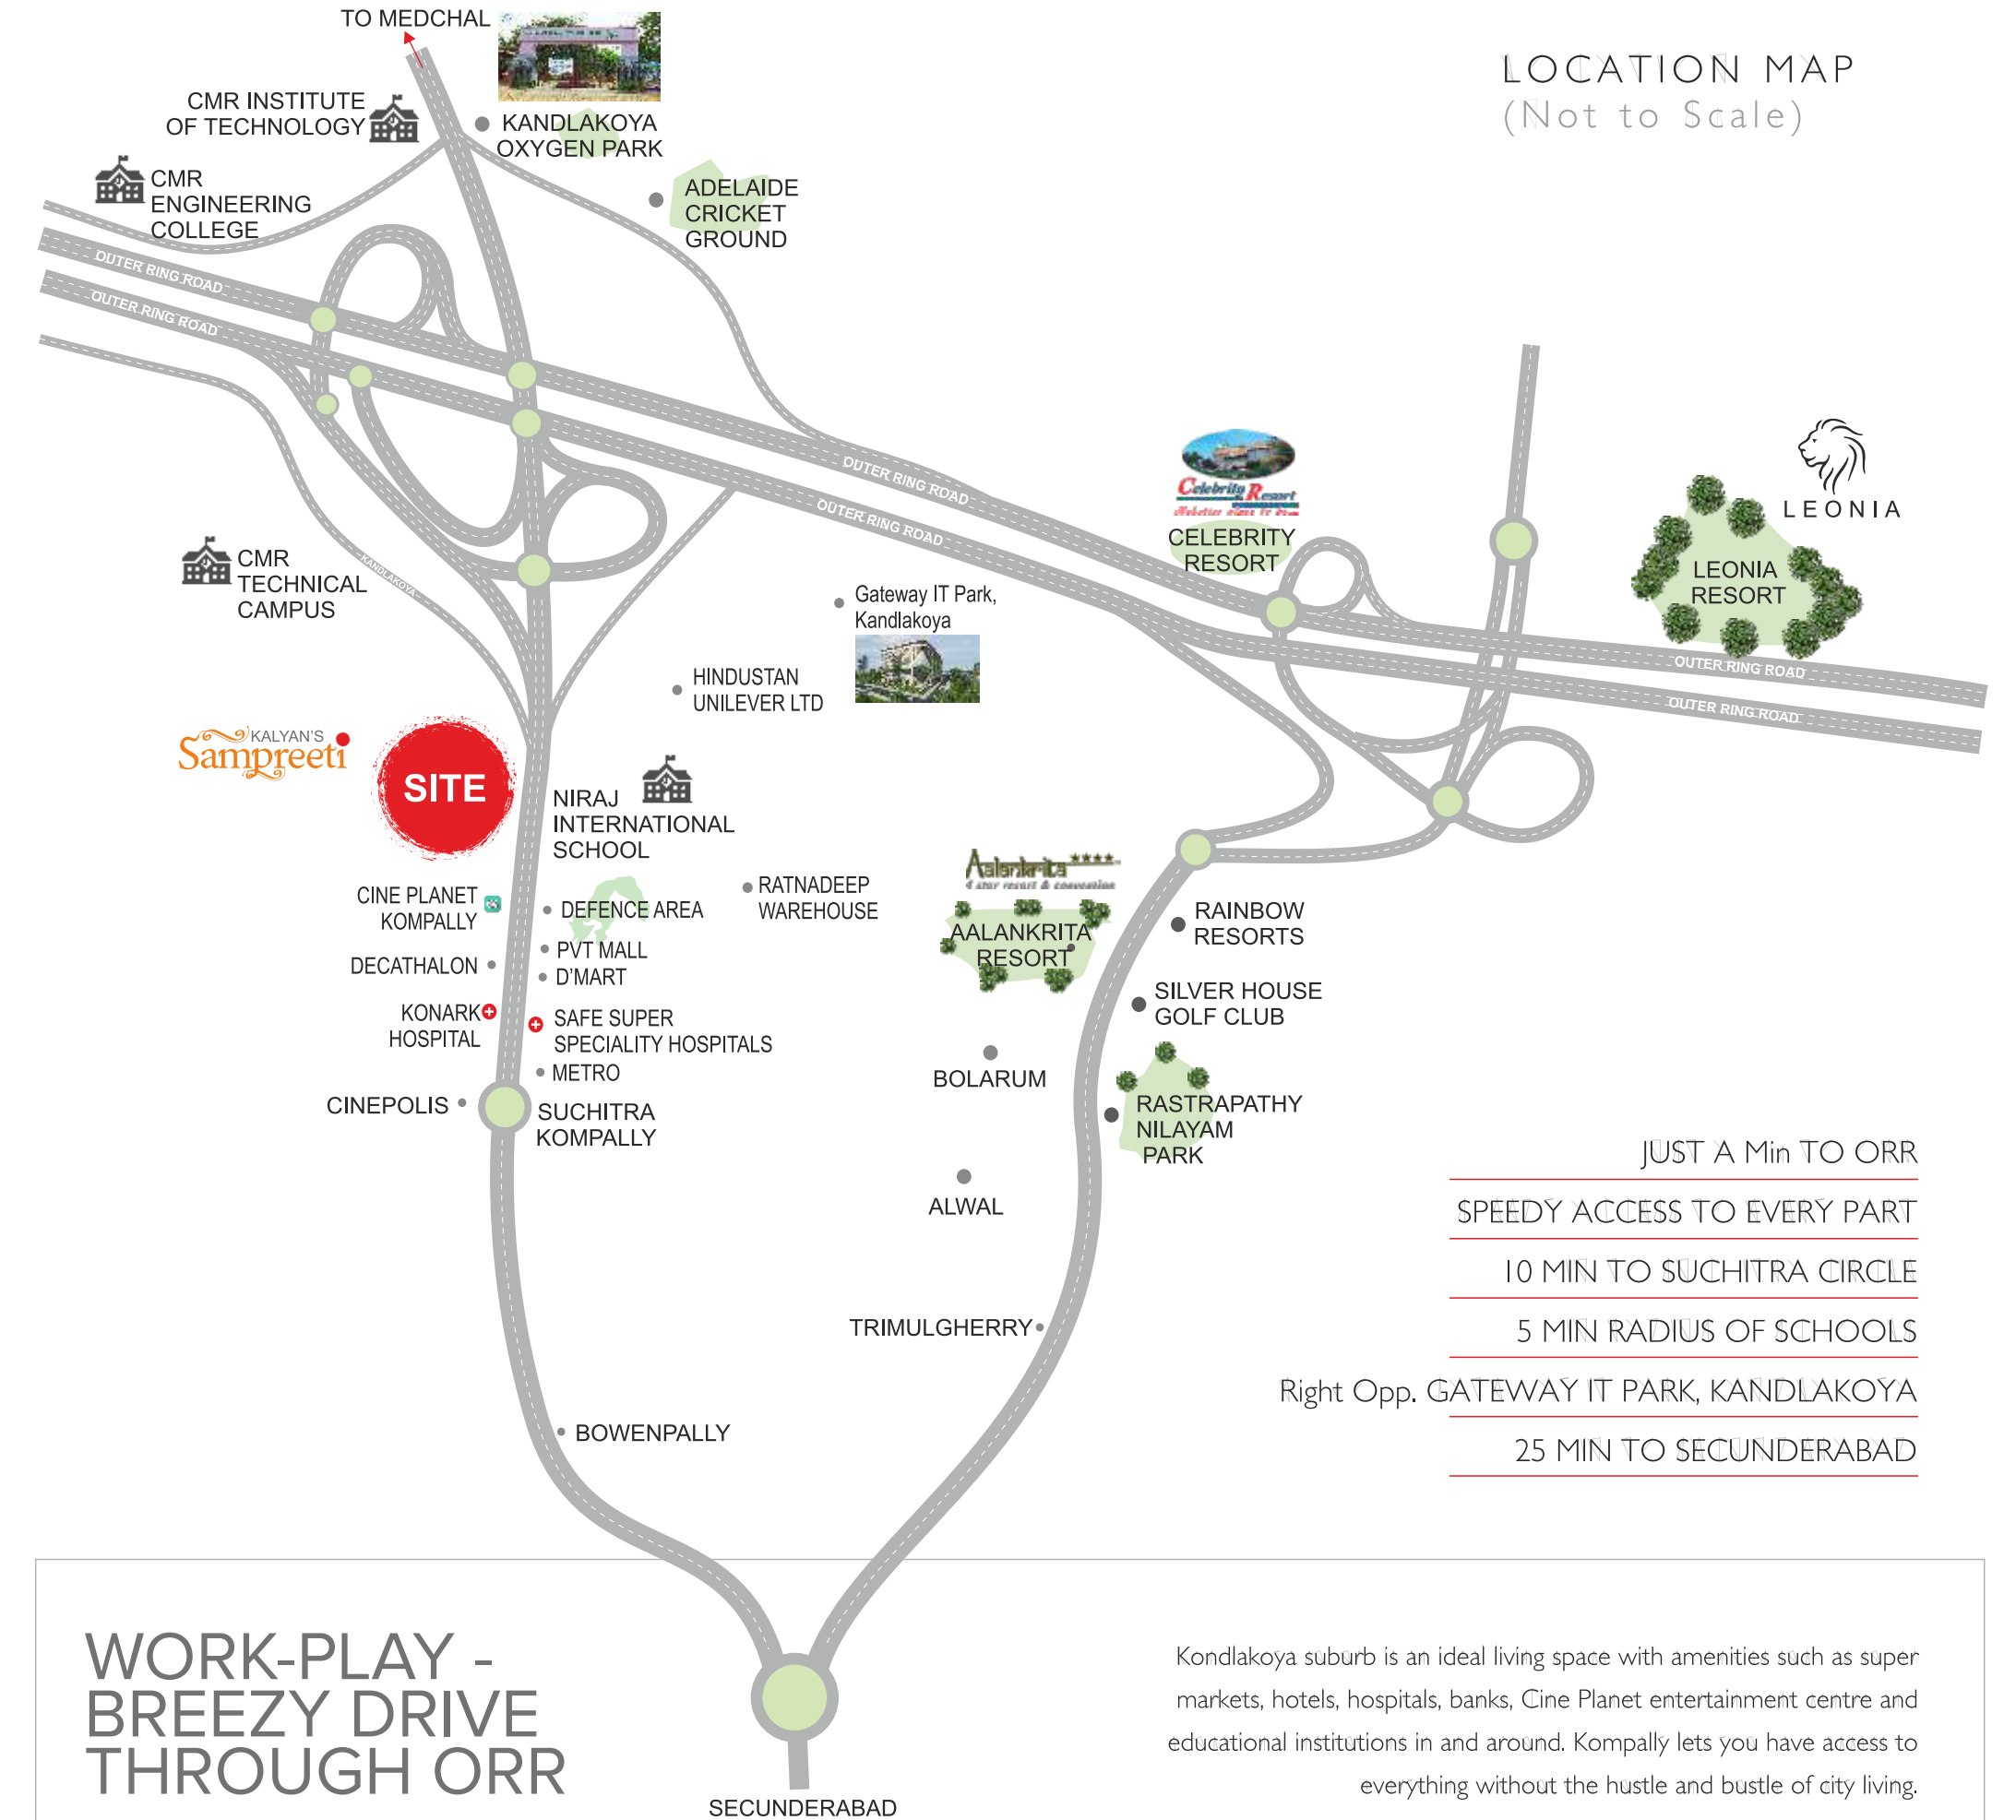 TO MEDCHAL
LOCATION MAP
(Not to Scale)
CMR INSTITUTE
OF TECHNOLOGY
KANDLAKOYA
OXYGEN PARK
CMR
ENGINEERING
COLLEGE
ADELAIDE
CRICKET
GROUND
OUTER RING ROAD
OUTER RING ROAD
OUTER RING ROAD
OUTER RING ROAD
Celebrity Resort
CELEBRITY
RESORT
LEONIA
LEONIA
RESORT
OUTER RING ROAD
OUTER RING ROAD
CMR
TECHNICAL
CAMPUS
KANDLAKOYA
Gateway IT Park,
Kandlakoya
HINDUSTAN
UNILEVER LTD
KALYAN'S
Sampreeti
SITE
NIRAJ
INTERNATIONAL
SCHOOL
CINE PLANET
KOMPALLY
DEFENCE AREA
RATNADEEP
WAREHOUSE
PVT MALL
D'MART
DECATHALON
KONARK
HOSPITAL
SAFE SUPER
SPECIALITY HOSPITALS
METRO
CINEPOLIS
SUCHITRA
KOMPALLY
Aalankrita
4 star resort & convention
AALANKRITA
RESORT
RAINBOW
RESORTS
SILVER HOUSE
GOLF CLUB
BOLARUM
RASTRAPATHY
NILAYAM
PARK
ALWAL
TRIMULGHERRY
BOWENPALLY
JUST A Min TO ORR
SPEEDY ACCESS TO EVERY PART
10 MIN TO SUCHITRA CIRCLE
5 MIN RADIUS OF SCHOOLS
Right Opp. GATEWAY IT PARK, KANDLAKOYA
25 MIN TO SECUNDERABAD
WORK-PLAY -
BREEZY DRIVE
THROUGH ORR
SECUNDERABAD
Kondlakoya suburb is an ideal living space with amenities such as super
markets, hotels, hospitals, banks, Cine Planet entertainment centre and
educational institutions in and around. Kompally lets you have access to
everything without the hustle and bustle of city living.